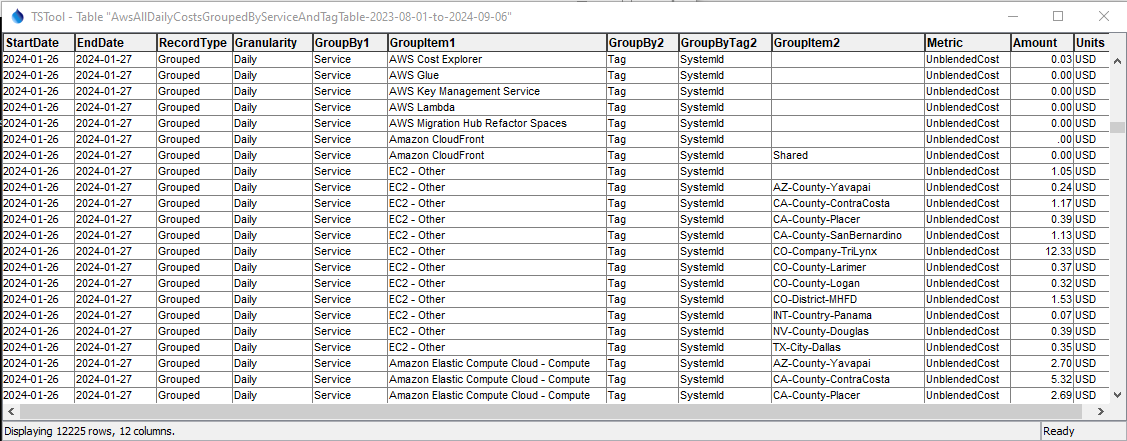 TSTool - Table "AwsAllDailyCostsGroupedByServiceAndTagTable-2023-08-01-to-2024-09-06"
StartDate EndDate RecordType Granularity GroupBy1 GroupItem1 GroupBy2 GroupByTag2 GroupItem2 Metric Amount Units
2024-01-26 2024-01-27 Grouped Daily Service AWS Cost Explorer Tag SystemId UnblendedCost 0.03 USD
2024-01-26 2024-01-27 Grouped Daily Service AWS Glue Tag SystemId UnblendedCost 0.00 USD
2024-01-26 2024-01-27 Grouped Daily Service AWS Key Management Service Tag SystemId UnblendedCost 0.00 USD
2024-01-26 2024-01-27 Grouped Daily Service AWS Lambda Tag SystemId UnblendedCost 0.00 USD
2024-01-26 2024-01-27 Grouped Daily Service AWS Migration Hub Refactor Spaces Tag SystemId UnblendedCost 0.00 USD
2024-01-26 2024-01-27 Grouped Daily Service Amazon CloudFront Tag SystemId UnblendedCost .00 USD
2024-01-26 2024-01-27 Grouped Daily Service Amazon CloudFront Tag SystemId Shared UnblendedCost 0.00 USD
2024-01-26 2024-01-27 Grouped Daily Service EC2 - Other Tag SystemId UnblendedCost 1.05 USD
2024-01-26 2024-01-27 Grouped Daily Service EC2 - Other Tag SystemId AZ-County-Yavapai UnblendedCost 0.24 USD
2024-01-26 2024-01-27 Grouped Daily Service EC2 - Other Tag SystemId CA-County-ContraCosta UnblendedCost 1.17 USD
2024-01-26 2024-01-27 Grouped Daily Service EC2 - Other Tag SystemId CA-County-Placer UnblendedCost 0.39 USD
2024-01-26 2024-01-27 Grouped Daily Service EC2 - Other Tag SystemId CA-County-SanBernardino UnblendedCost 1.13 USD
2024-01-26 2024-01-27 Grouped Daily Service EC2 - Other Tag SystemId CO-Company-TriLynx UnblendedCost 12.33 USD
2024-01-26 2024-01-27 Grouped Daily Service EC2 - Other Tag SystemId CO-County-Larimer UnblendedCost 0.37 USD
2024-01-26 2024-01-27 Grouped Daily Service EC2 - Other Tag SystemId CO-County-Logan UnblendedCost 0.32 USD
2024-01-26 2024-01-27 Grouped Daily Service EC2 - Other Tag SystemId CO-District-MHFD UnblendedCost 1.53 USD
2024-01-26 2024-01-27 Grouped Daily Service EC2 - Other Tag SystemId INT-Country-Panama UnblendedCost 0.07 USD
2024-01-26 2024-01-27 Grouped Daily Service EC2 - Other Tag SystemId NV-County-Douglas UnblendedCost 0.39 USD
2024-01-26 2024-01-27 Grouped Daily Service EC2 - Other Tag SystemId TX-City-Dallas UnblendedCost 0.35 USD
2024-01-26 2024-01-27 Grouped Daily Service Amazon Elastic Compute Cloud - Compute Tag SystemId AZ-County-Yavapai UnblendedCost 2.70 USD
2024-01-26 2024-01-27 Grouped Daily Service Amazon Elastic Compute Cloud - Compute Tag SystemId CA-County-ContraCosta UnblendedCost 5.32 USD
2024-01-26 2024-01-27 Grouped Daily Service Amazon Elastic Compute Cloud - Compute Tag SystemId CA-County-Placer UnblendedCost 2.69 USD
Displaying 12225 rows, 12 columns. Ready